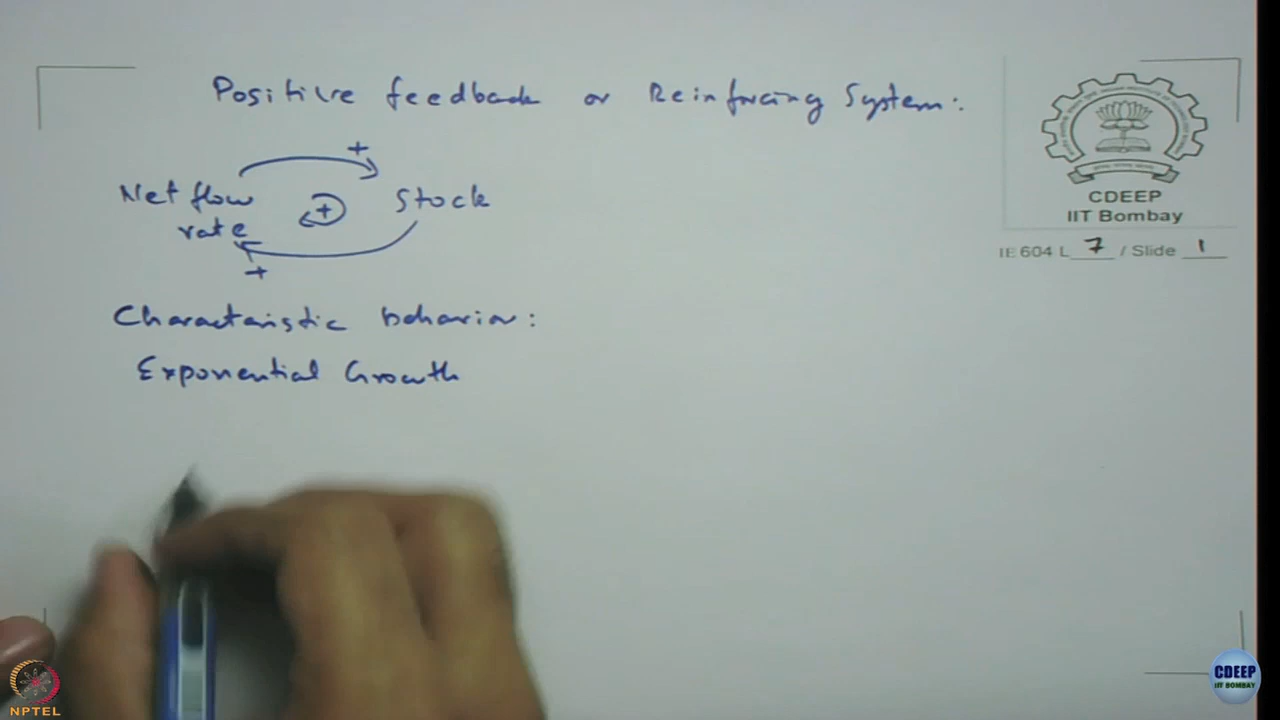 Positive feedback or Reinforcing System:
+
Net flow rate
+
Stock
+
Characteristic behavior:
Exponential Growth
CDEEP
IIT Bombay
IE 604 L 7 / Slide 1
NPTEL
CDEEP
IIT BOMBAY